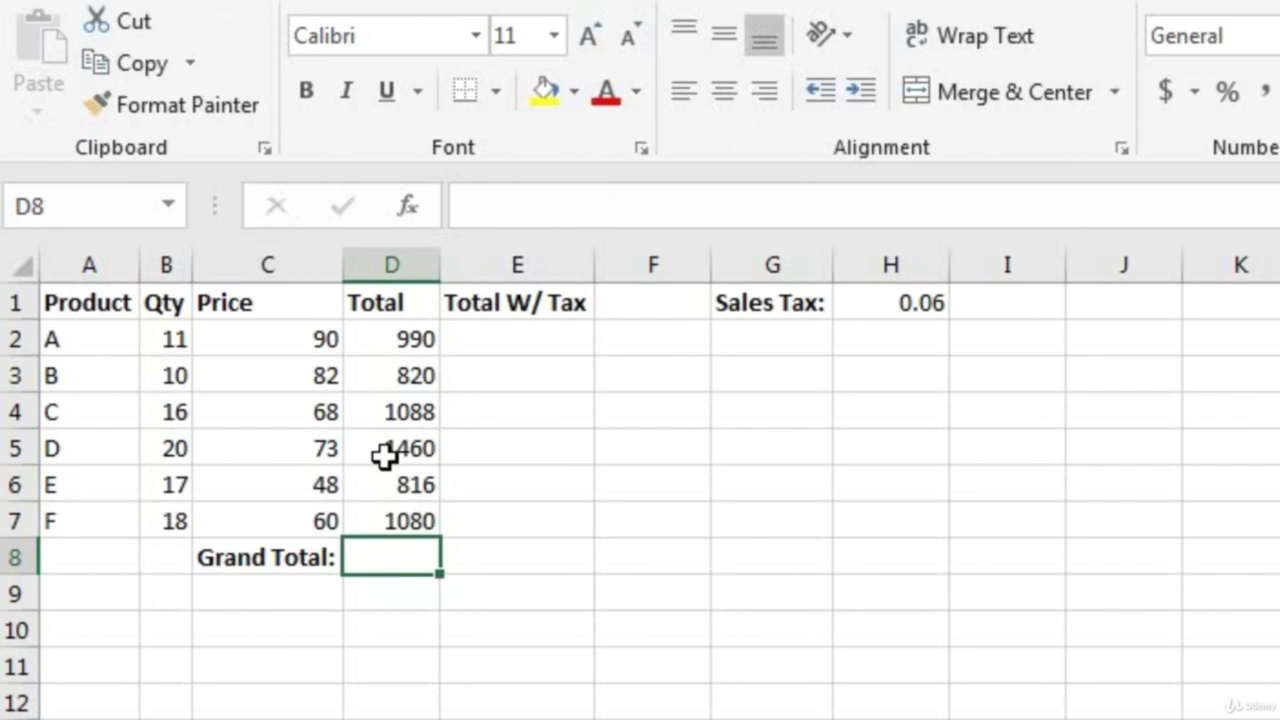 Cut
Calibri 11 A A ab Wrap Text General
Copy
Paste
Format Painter B I U A Merge & Center $ % ,
Clipboard Font Alignment Numbe
D8 fx
A B C D E F G H I J K
1 Product Qty Price Total Total W/ Tax Sales Tax: 0.06
2 A 11 90 990
3 B 10 82 820
4 C 16 68 1088
5 D 20 73 1460
6 E 17 48 816
7 F 18 60 1080
8 Grand Total:
9
10
11
12
Udemy